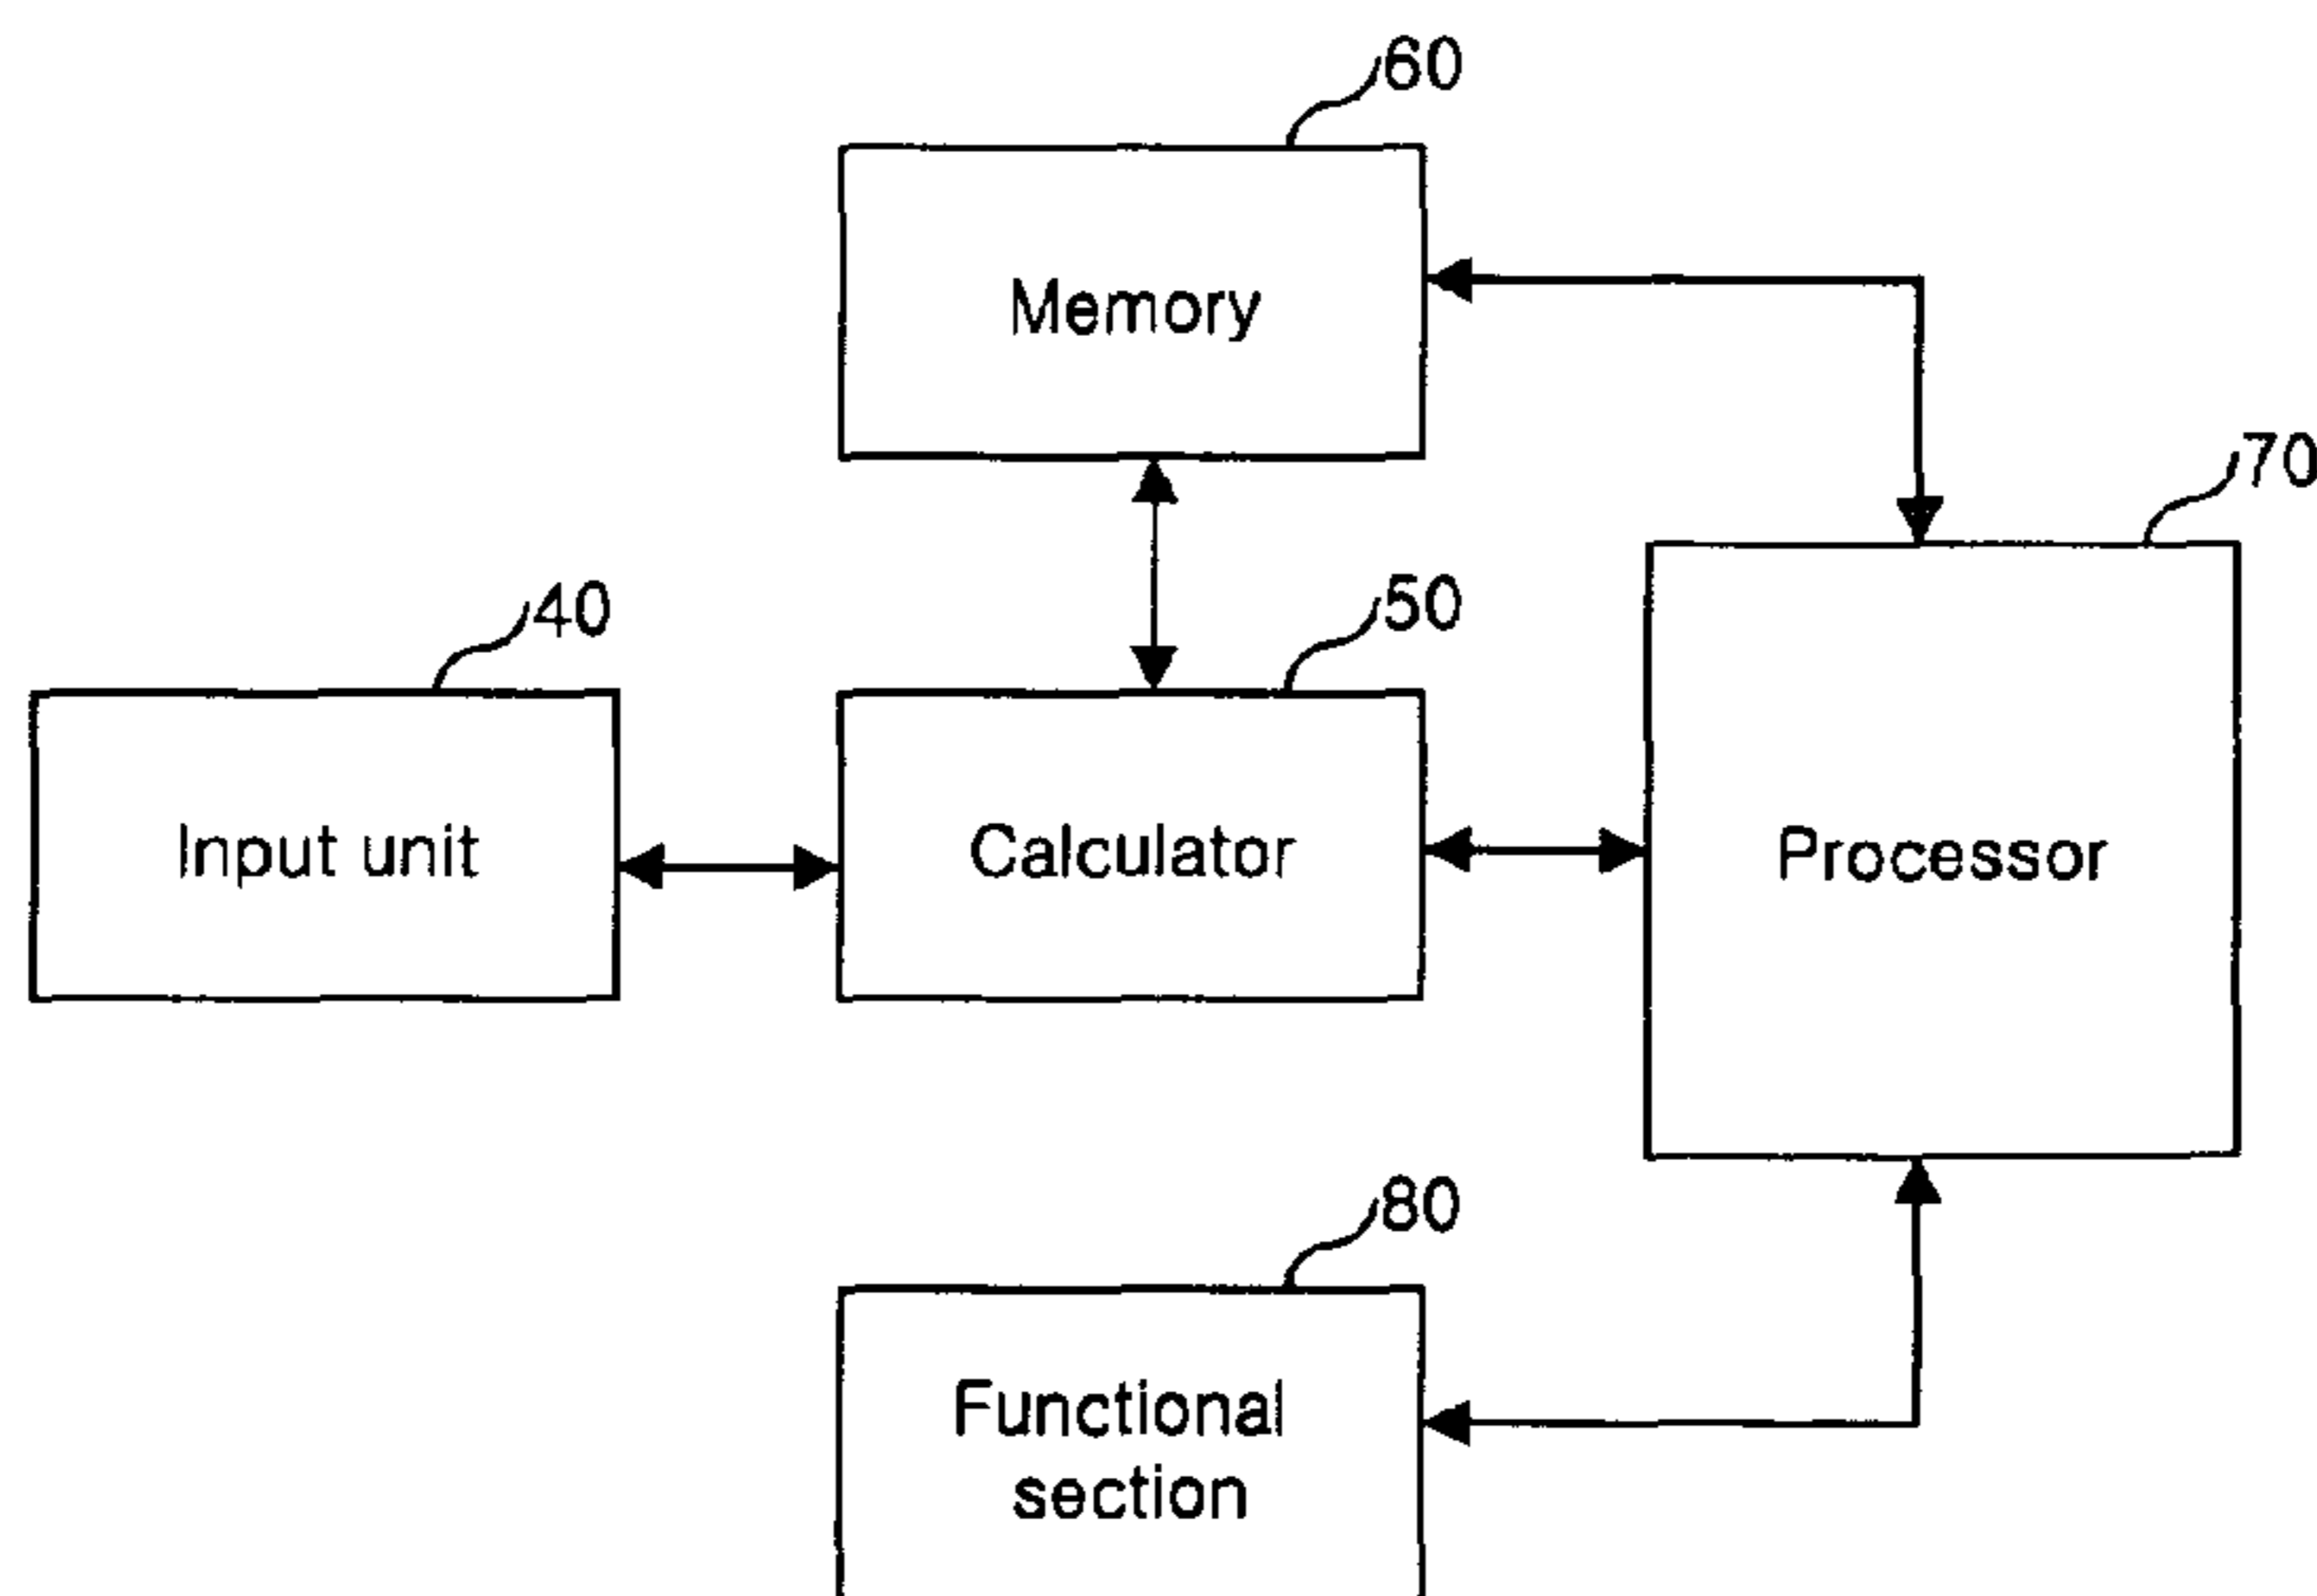 60
Memory
70
40
50
Input unit
Calculator
Processor
80
Functional
section